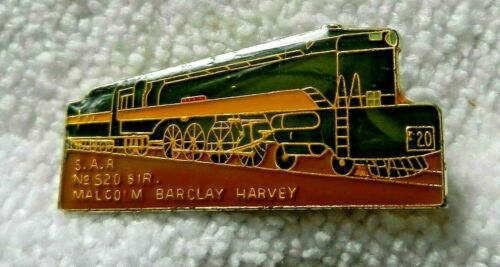 520
S.A.R
No 520 SIR.
MALCOLM BARCLAY HARVEY